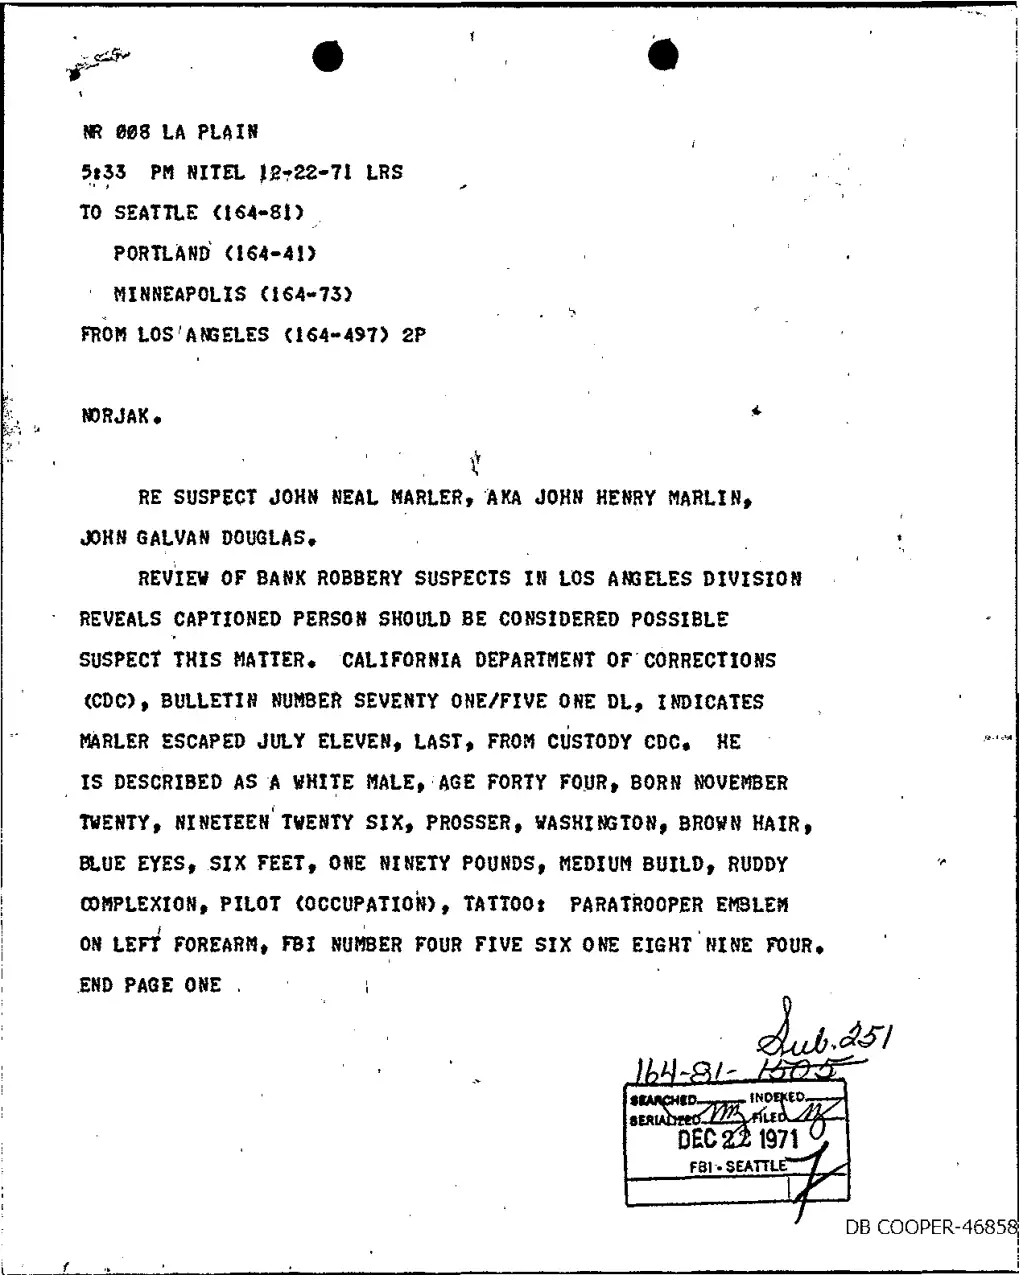 NR 008 LA PLAIN
5:33 PM NITEL 12-22-71 LRS
TO SEATTLE (164-81)
PORTLAND (164-41)
MINNEAPOLIS (164-73)
FROM LOS ANGELES (164-497) 2P
NORJAK.
RE SUSPECT JOHN NEAL MARLER, AKA JOHN HENRY MARLIN,
JOHN GALVAN DOUGLAS.
REVIEW OF BANK ROBBERY SUSPECTS IN LOS ANGELES DIVISION
REVEALS CAPTIONED PERSON SHOULD BE CONSIDERED POSSIBLE
SUSPECT THIS MATTER. CALIFORNIA DEPARTMENT OF CORRECTIONS
(CDC), BULLETIN NUMBER SEVENTY ONE/FIVE ONE DL, INDICATES
MARLER ESCAPED JULY ELEVEN, LAST, FROM CUSTODY CDC. HE
IS DESCRIBED AS A WHITE MALE, AGE FORTY FOUR, BORN NOVEMBER
TWENTY, NINETEEN TWENTY SIX, PROSSER, WASHINGTON, BROWN HAIR,
BLUE EYES, SIX FEET, ONE NINETY POUNDS, MEDIUM BUILD, RUDDY
COMPLEXION, PILOT (OCCUPATION), TATTOO: PARATROOPER EMBLEM
ON LEFT FOREARM, FBI NUMBER FOUR FIVE SIX ONE EIGHT NINE FOUR.
END PAGE ONE
Sub.251
164-81-1505
SEARCHED INDEXED
SERIALIZED FILED
DEC 22 1971
FBI - SEATTLE
DB COOPER-46858